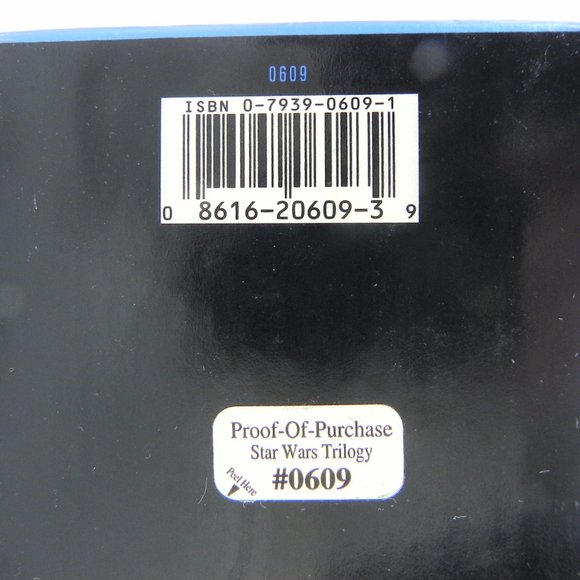 0609
ISBN 0-7939-0609-1
0 8616-20609-3 9
Proof-Of-Purchase
Star Wars Trilogy
Peel Here
#0609